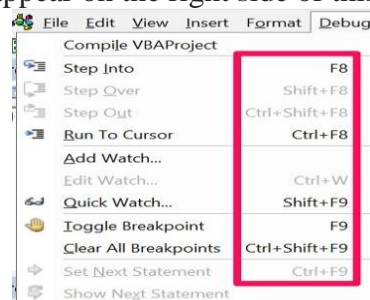 appear on the right side of this
File Edit View Insert Format Debug
Compile VBAProject
Step Into F8
Step Over Shift+F8
Step Out Ctrl+Shift+F8
Run To Cursor Ctrl+F8
Add Watch...
Edit Watch... Ctrl+W
Quick Watch... Shift+F9
Toggle Breakpoint F9
Clear All Breakpoints Ctrl+Shift+F9
Set Next Statement Ctrl+F9
Show Next Statement